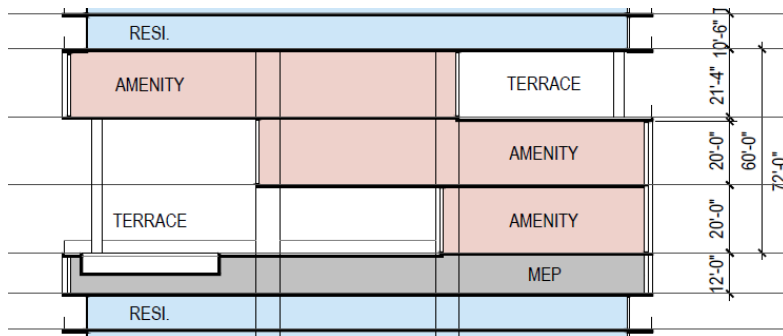 RESI.
10'-6"
AMENITY
TERRACE
21'-4"
AMENITY
20'-0"
60'-0"
72'-0"
TERRACE
AMENITY
20'-0"
MEP
12'-0"
RESI.